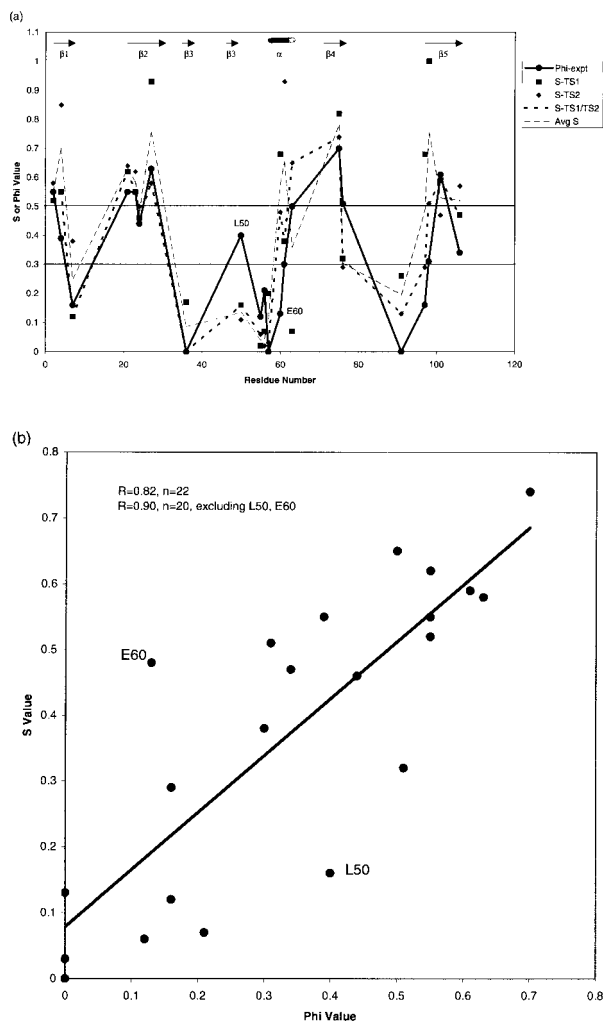 (a)
β1 β2 β3 β3 α β4 β5
1.1
1
0.9
0.8
0.7
0.6
0.5
0.4
0.3
0.2
0.1
0
S or Phi Value
L50
E60
0 20 40 60 80 100 120
Residue Number
Phi-expt
S-TS1
S-TS2
S-TS1/TS2
Avg S
(b)
R=0.82, n=22
R=0.90, n=20, excluding L50, E60
0.8
0.7
0.6
0.5
0.4
0.3
0.2
0.1
0
S Value
E60
L50
0 0.1 0.2 0.3 0.4 0.5 0.6 0.7 0.8
Phi Value